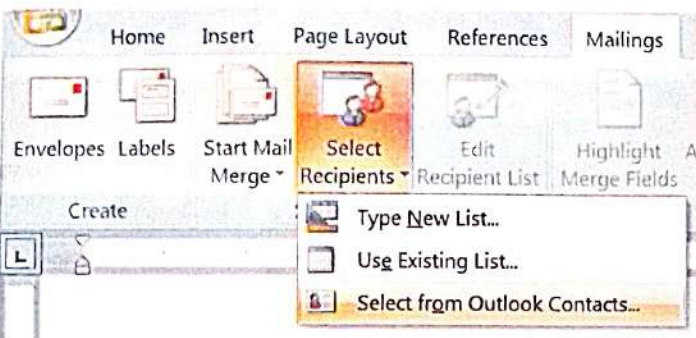 Home Insert Page Layout References Mailings
Envelopes Labels Start Mail Merge Select Recipients Edit Recipient List Highlight Merge Fields A
Create
L
Type New List...
Use Existing List...
Select from Outlook Contacts...